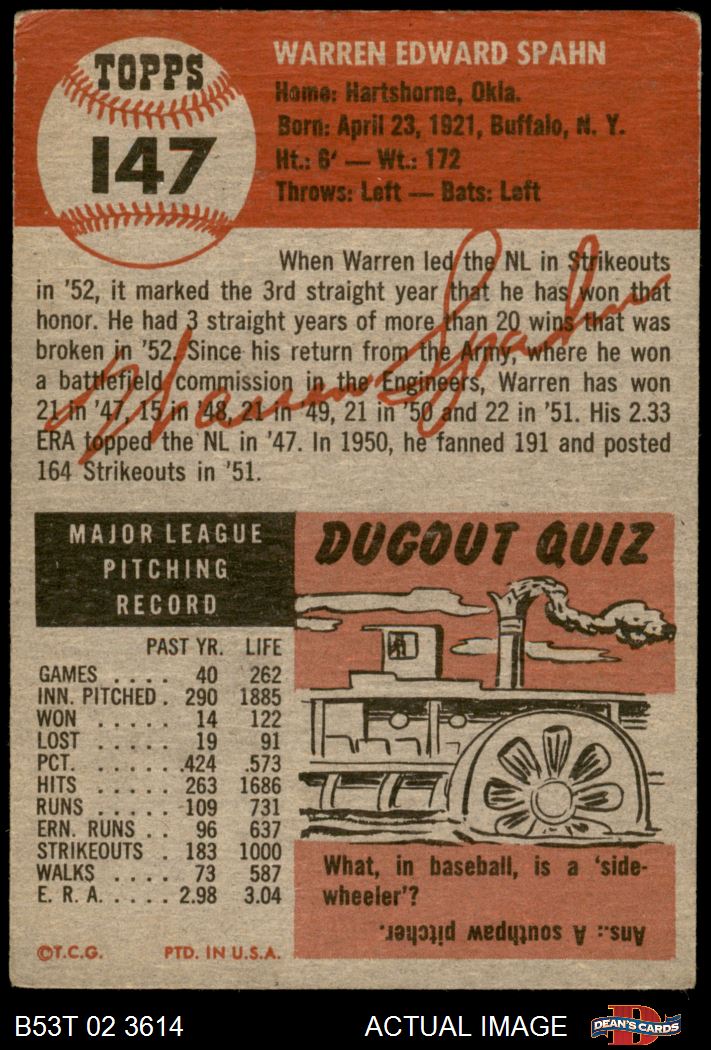 TOPPS
147
WARREN EDWARD SPAHN
Home: Hartshorne, Okla.
Born: April 23, 1921, Buffalo, N. Y.
Ht.: 6' — Wt.: 172
Throws: Left — Bats: Left
When Warren led the NL in Strikeouts
in '52, it marked the 3rd straight year that he has won that
honor. He had 3 straight years of more than 20 wins that was
broken in '52. Since his return from the Army, where he won
a battlefield commission in the Engineers, Warren has won
21 in '47, 15 in '48, 21 in '49, 21 in '50 and 22 in '51. His 2.33
ERA topped the NL in '47. In 1950, he fanned 191 and posted
164 Strikeouts in '51.
Warren Spahn
MAJOR LEAGUE
PITCHING
RECORD
PAST YR. LIFE
GAMES .... 40 262
INN. PITCHED . 290 1885
WON ..... 14 122
LOST ..... 19 91
PCT. ...... .424 .573
HITS ..... 263 1686
RUNS ..... 109 731
ERN. RUNS .. 96 637
STRIKEOUTS . 183 1000
WALKS .... 73 587
E. R. A. ..... 2.98 3.04
©T.C.G. PTD. IN U.S.A.
DUGOUT QUIZ
What, in baseball, is a 'side-
wheeler'?
Ans.: A southpaw pitcher.
B53T 02 3614 ACTUAL IMAGE
D
DEAN'S CARDS